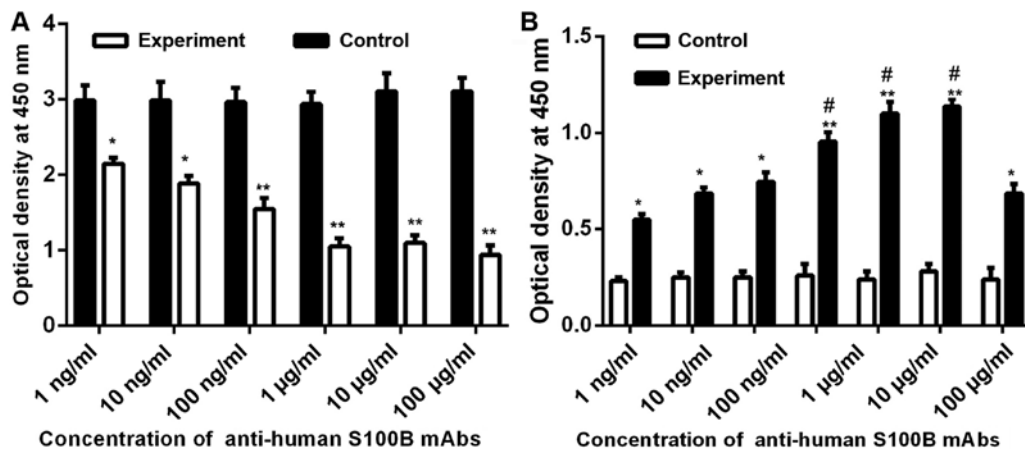 A
Optical density at 450 nm
4
3
2
1
0
Experiment
Control
*
*
**
**
**
**
1 ng/ml
10 ng/ml
100 ng/ml
1 µg/ml
10 µg/ml
100 µg/ml
Concentration of anti-human S100B mAbs
B
Optical density at 450 nm
1.5
1.0
0.5
0.0
Control
Experiment
*
*
*
#
**
#
**
#
**
*
1 ng/ml
10 ng/ml
100 ng/ml
1 µg/ml
10 µg/ml
100 µg/ml
Concentration of anti-human S100B mAbs